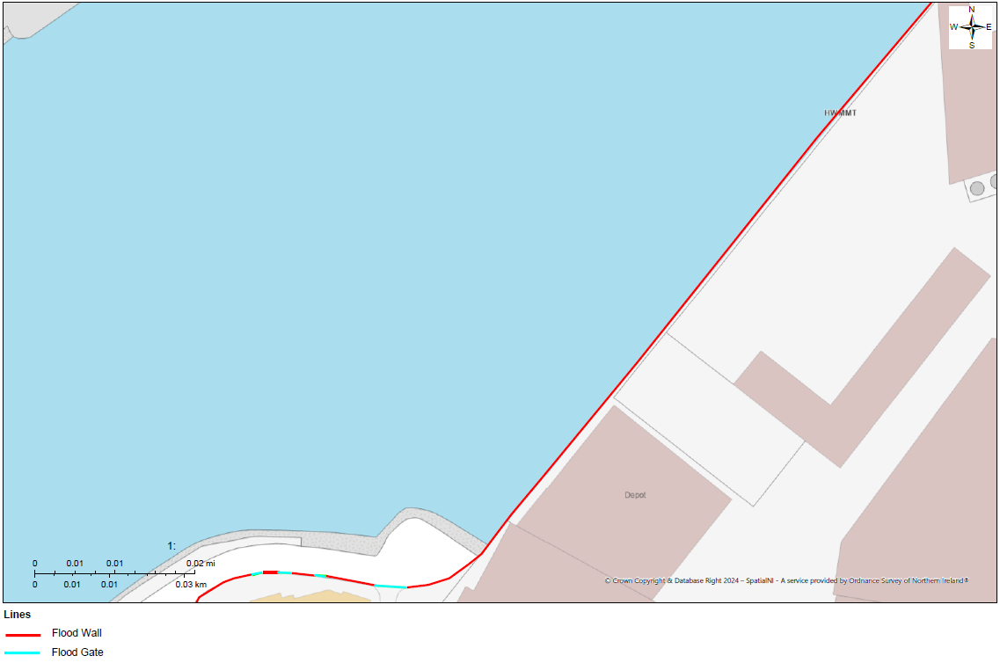 N
W E
S
HWMMT
Depot
1:
0 0.01 0.01 0.02 mi
0 0.01 0.01 0.03 km
© Crown Copyright & Database Right 2024 – SpatialNI - A service provided by Ordnance Survey of Northern Ireland®
Lines
Flood Wall
Flood Gate